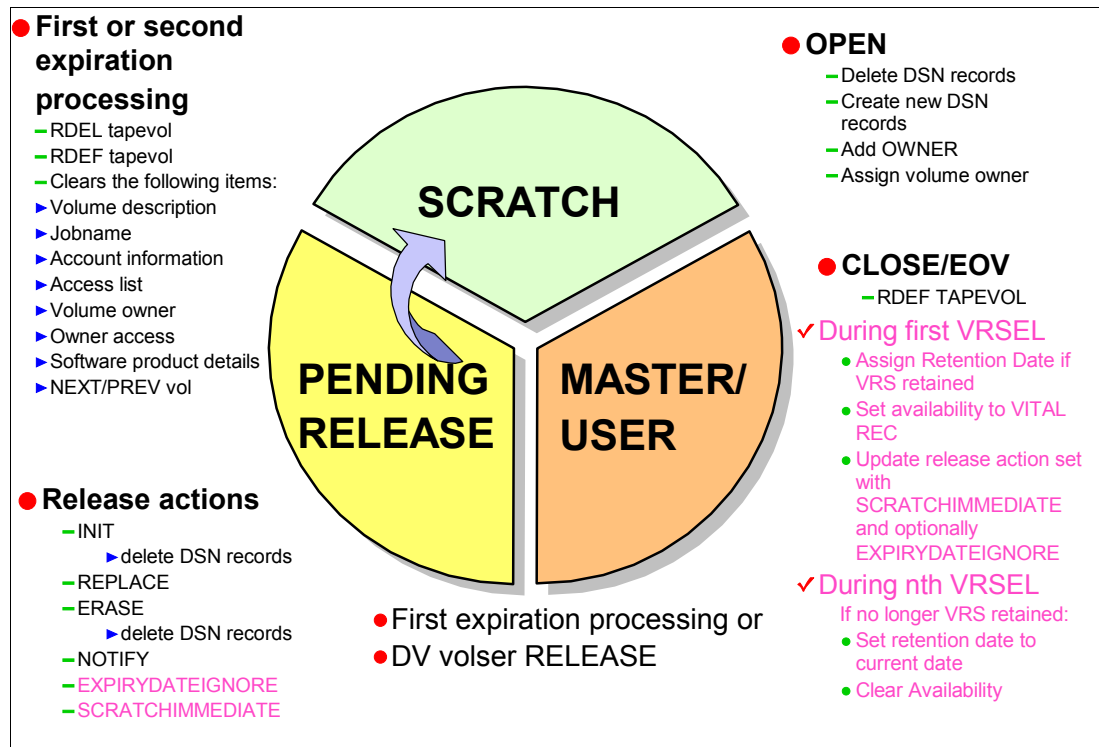 First or second
expiration
processing
RDEL tapevol
RDEF tapevol
Clears the following items:
Volume description
Jobname
Account information
Access list
Volume owner
Owner access
Software product details
NEXT/PREV vol
Release actions
INIT
delete DSN records
REPLACE
ERASE
delete DSN records
NOTIFY
EXPIRYDATEIGNORE
SCRATCHIMMEDIATE
SCRATCH
PENDING
RELEASE
MASTER/
USER
First expiration processing or
DV volser RELEASE
OPEN
Delete DSN records
Create new DSN
records
Add OWNER
Assign volume owner
CLOSE/EOV
RDEF TAPEVOL
During first VRSEL
Assign Retention Date if
VRS retained
Set availability to VITAL
REC
Update release action set
with
SCRATCHIMMEDIATE
and optionally
EXPIRYDATEIGNORE
During nth VRSEL
If no longer VRS retained:
Set retention date to
current date
Clear Availability